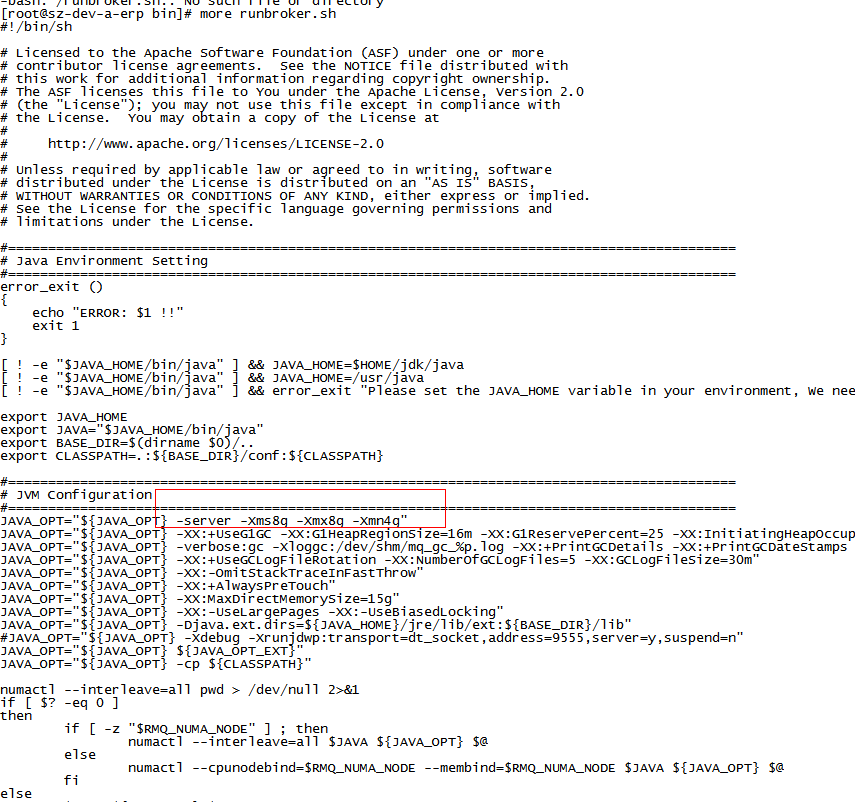 -bash: /runbroker.sh:: No such file or directory
[root@sz-dev-a-erp bin]# more runbroker.sh
#!/bin/sh
# Licensed to the Apache Software Foundation (ASF) under one or more
# contributor license agreements.  See the NOTICE file distributed with
# this work for additional information regarding copyright ownership.
# The ASF licenses this file to You under the Apache License, Version 2.0
# (the "License"); you may not use this file except in compliance with
# the License.  You may obtain a copy of the License at
#
#     http://www.apache.org/licenses/LICENSE-2.0
#
# Unless required by applicable law or agreed to in writing, software
# distributed under the License is distributed on an "AS IS" BASIS,
# WITHOUT WARRANTIES OR CONDITIONS OF ANY KIND, either express or implied.
# See the License for the specific language governing permissions and
# limitations under the License.
#===========================================================================================
# Java Environment Setting
#===========================================================================================
error_exit ()
{
    echo "ERROR: $1 !!"
    exit 1
}
[ ! -e "$JAVA_HOME/bin/java" ] && JAVA_HOME=$HOME/jdk/java
[ ! -e "$JAVA_HOME/bin/java" ] && JAVA_HOME=/usr/java
[ ! -e "$JAVA_HOME/bin/java" ] && error_exit "Please set the JAVA_HOME variable in your environment, We nee
export JAVA_HOME
export JAVA="$JAVA_HOME/bin/java"
export BASE_DIR=$(dirname $0)/..
export CLASSPATH=.:${BASE_DIR}/conf:${CLASSPATH}
#===========================================================================================
# JVM Configuration
#===========================================================================================
JAVA_OPT="${JAVA_OPT} -server -Xms8g -Xmx8g -Xmn4g"
JAVA_OPT="${JAVA_OPT} -XX:+UseG1GC -XX:G1HeapRegionSize=16m -XX:G1ReservePercent=25 -XX:InitiatingHeapOccup
JAVA_OPT="${JAVA_OPT} -verbose:gc -Xloggc:/dev/shm/mq_gc_%p.log -XX:+PrintGCDetails -XX:+PrintGCDateStamps
JAVA_OPT="${JAVA_OPT} -XX:+UseGCLogFileRotation -XX:NumberOfGCLogFiles=5 -XX:GCLogFileSize=30m"
JAVA_OPT="${JAVA_OPT} -XX:-OmitStackTraceInFastThrow"
JAVA_OPT="${JAVA_OPT} -XX:+AlwaysPreTouch"
JAVA_OPT="${JAVA_OPT} -XX:MaxDirectMemorySize=15g"
JAVA_OPT="${JAVA_OPT} -XX:-UseLargePages -XX:-UseBiasedLocking"
JAVA_OPT="${JAVA_OPT} -Djava.ext.dirs=${JAVA_HOME}/jre/lib/ext:${BASE_DIR}/lib"
#JAVA_OPT="${JAVA_OPT} -Xdebug -Xrunjdwp:transport=dt_socket,address=9555,server=y,suspend=n"
JAVA_OPT="${JAVA_OPT} ${JAVA_OPT_EXT}"
JAVA_OPT="${JAVA_OPT} -cp ${CLASSPATH}"
numactl --interleave=all pwd > /dev/null 2>&1
if [ $? -eq 0 ]
then
        if [ -z "$RMQ_NUMA_NODE" ] ; then
                numactl --interleave=all $JAVA ${JAVA_OPT} $@
        else
                numactl --cpunodebind=$RMQ_NUMA_NODE --membind=$RMQ_NUMA_NODE $JAVA ${JAVA_OPT} $@
        fi
else